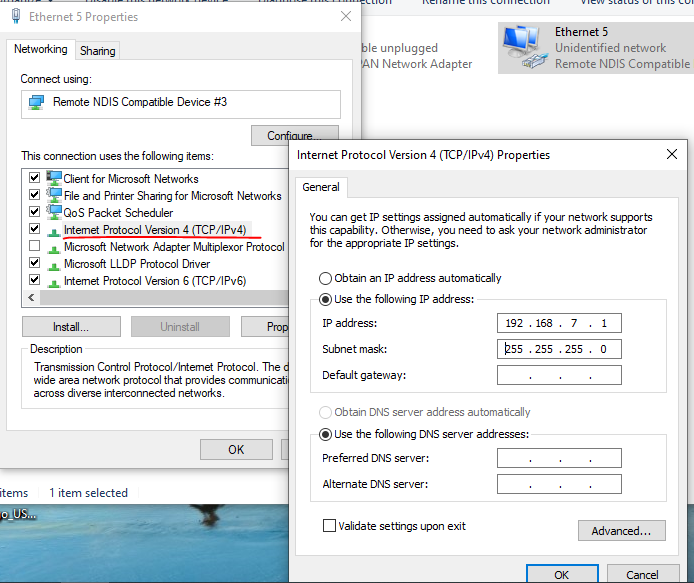 Ethernet 5 Properties
Networking
Sharing
Connect using:
Remote NDIS Compatible Device #3
Configure...
This connection uses the following items:
Client for Microsoft Networks
File and Printer Sharing for Microsoft Networks
QoS Packet Scheduler
Internet Protocol Version 4 (TCP/IPv4)
Microsoft Network Adapter Multiplexor Protocol
Microsoft LLDP Protocol Driver
Internet Protocol Version 6 (TCP/IPv6)
Install...
Uninstall
Description
Transmission Control Protocol/Internet Protocol. The
wide area network protocol that provides
across diverse interconnected networks.
OK
Rename this connection
ble unplugged
PAN Network Adapter
Ethernet 5
Unidentified network
Remote NDIS Compatible
Internet Protocol Version 4 (TCP/IPv4) Properties
General
You can get IP settings assigned automatically if your network supports
this capability. Otherwise, you need to ask your network administrator
for the appropriate IP settings.
Obtain an IP address automatically
Use the following IP address:
IP address: 192 . 168 . 7 . 1
Subnet mask: 255 . 255 . 255 . 0
Default gateway: . . .
Obtain DNS server address automatically
Use the following DNS server addresses:
Preferred DNS server: . . .
Alternate DNS server: . . .
Validate settings upon exit
Advanced...
OK
Cancel
items
1 item selected
o_US...